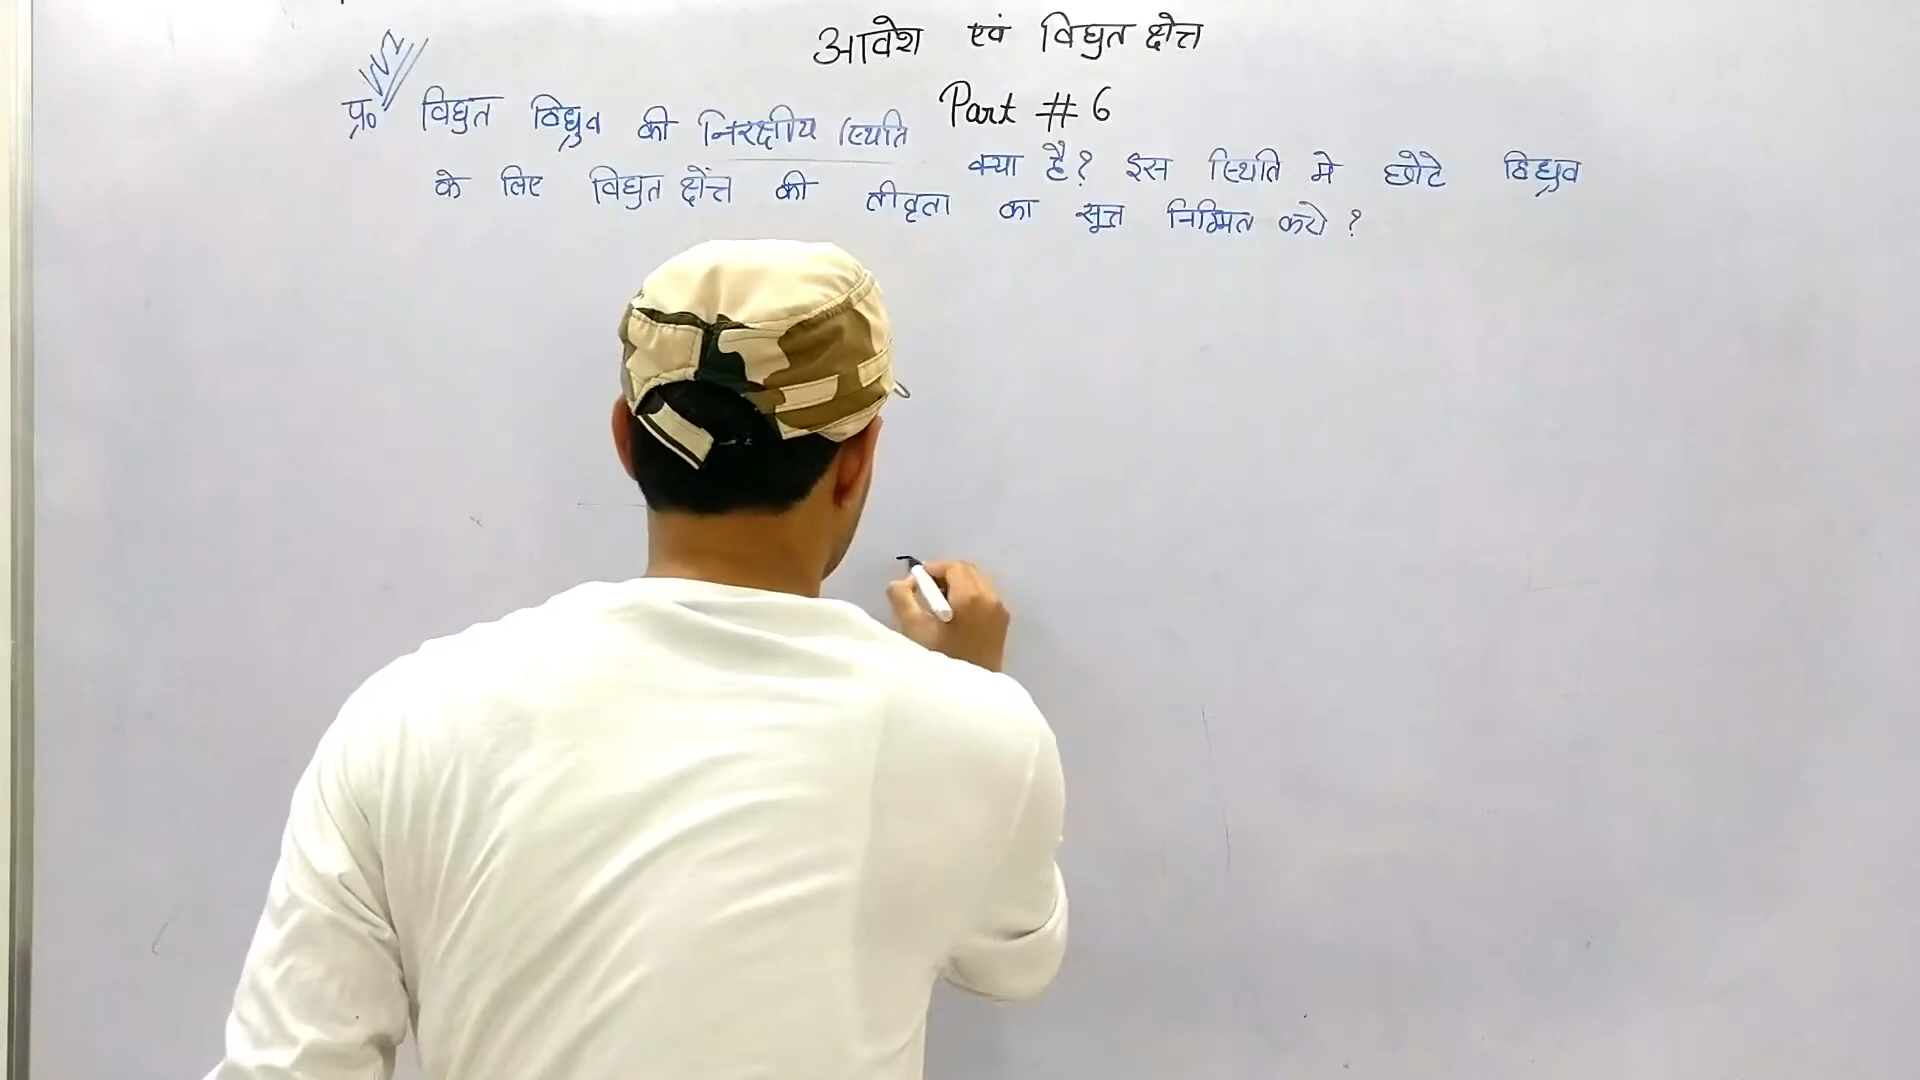 आवेश एवं विद्युत क्षेत्र
Part # 6
प्र० विद्युत द्विध्रुव की निरक्षीय स्थिति क्या है? इस स्थिति मे छोटे द्विध्रुव
के लिए विद्युत क्षेत्र की तीव्रता का सूत्र निर्मित करो ?